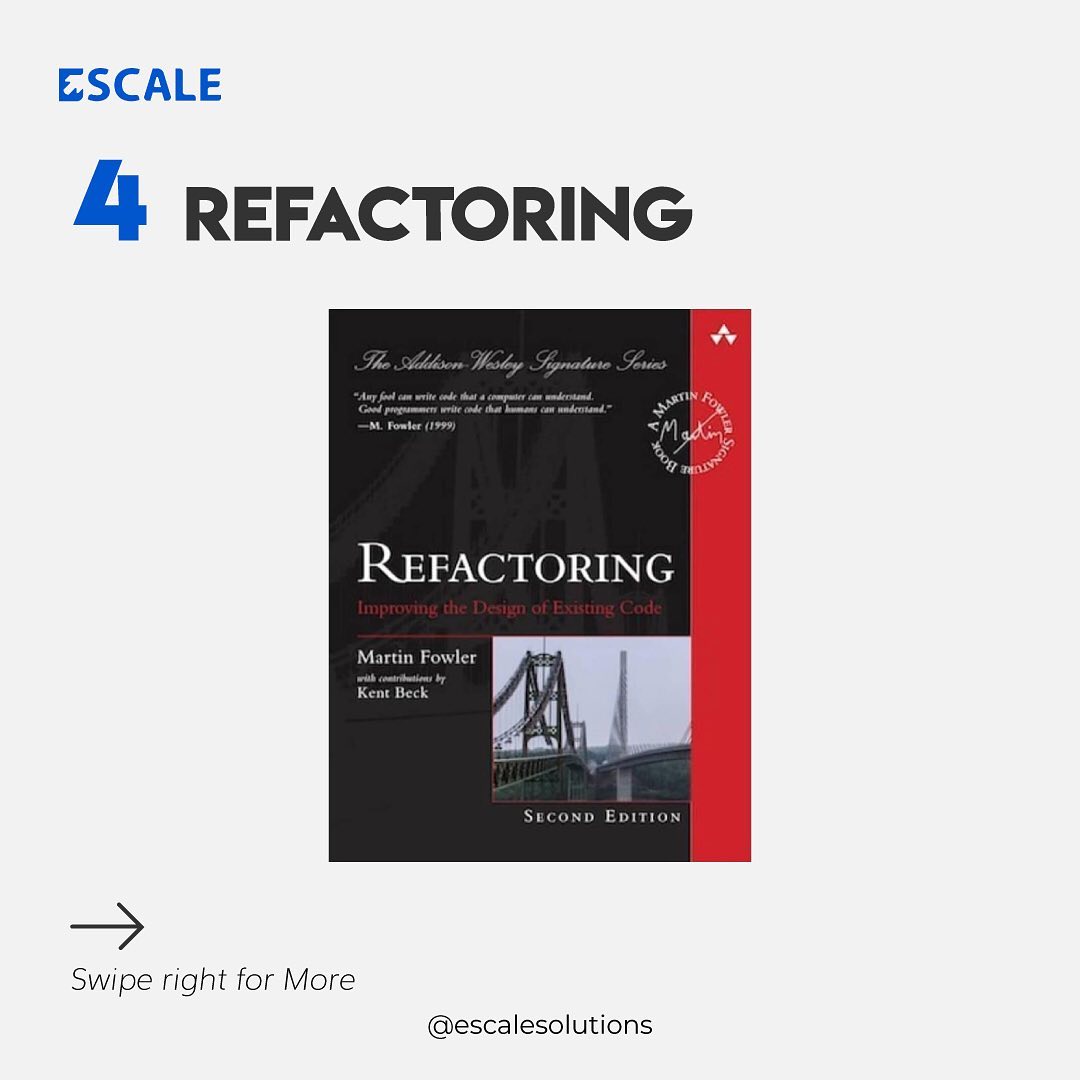 ESCALE
4 REFACTORING
The Addison-Wesley Signature Series
“Any fool can write code that a computer can understand.
Good programmers write code that humans can understand.”
—M. Fowler (1999)
A MARTIN FOWLER SIGNATURE BOOK
Martin
REFACTORING
Improving the Design of Existing Code
Martin Fowler
with contributions by
Kent Beck
SECOND EDITION
Swipe right for More
@escalesolutions